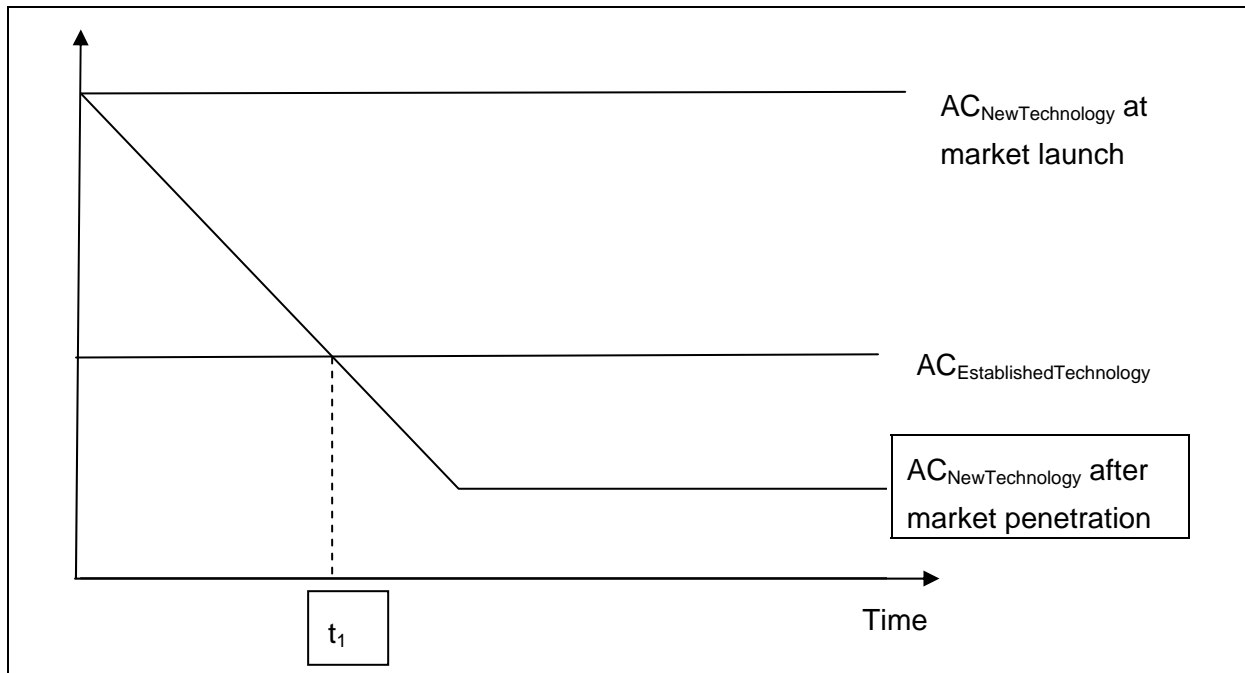 AC_NewTechnology at
market launch
AC_EstablishedTechnology
AC_NewTechnology after
market penetration
t_1
Time